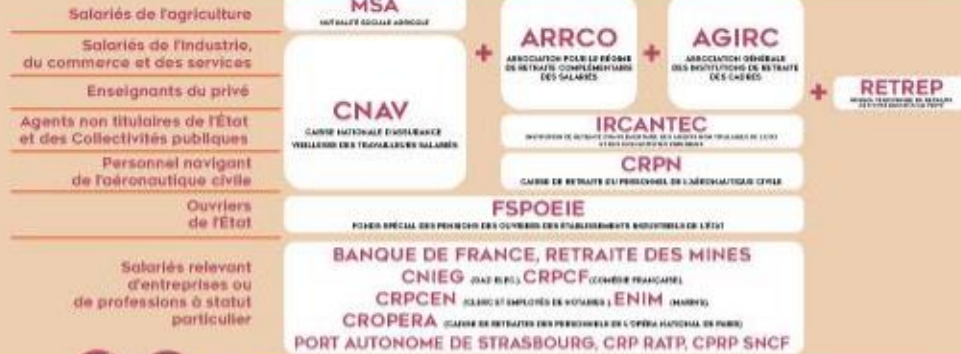 Salariés de l'agriculture
MSA
MUTUALITÉ SOCIALE AGRICOLE
Salariés de l'industrie,
du commerce et des services
Enseignants du privé
Agents non titulaires de l'État
et des Collectivités publiques
Personnel navigant
de l'aéronautique civile
CNAV
CAISSE NATIONALE D'ASSURANCE
VIEILLESSE DES TRAVAILLEURS SALARIÉS
+
ARRCO
ASSOCIATION POUR LE RÉGIME
DE RETRAITE COMPLÉMENTAIRE
DES SALARIÉS
+
AGIRC
ASSOCIATION GÉNÉRALE
DES INSTITUTIONS DE RETRAITE
DES CADRES
+
RETREP
IRCANTEC
CRPN
CAISSE DE RETRAITE DU PERSONNEL DE L'AÉRONAUTIQUE CIVILE
Ouvriers
de l'État
FSPOEIE
FONDS SPÉCIAL DES PENSIONS DES OUVRIERS DES ÉTABLISSEMENTS INDUSTRIELS DE L'ÉTAT
Salariés relevant
d'entreprises ou
de professions à statut
particulier
BANQUE DE FRANCE, RETRAITE DES MINES
CNIEG (GAZ-ELEC.), CRPCF (COMÉDIE FRANÇAISE),
CRPCEN (CLERC ET EMPLOYÉS DE NOTAIRES), ENIM (MARINS),
CROPERA (CAISSE DE RETRAITES DES PERSONNELS DE L'OPÉRA NATIONAL DE PARIS)
PORT AUTONOME DE STRASBOURG, CRP RATP, CPRP SNCF